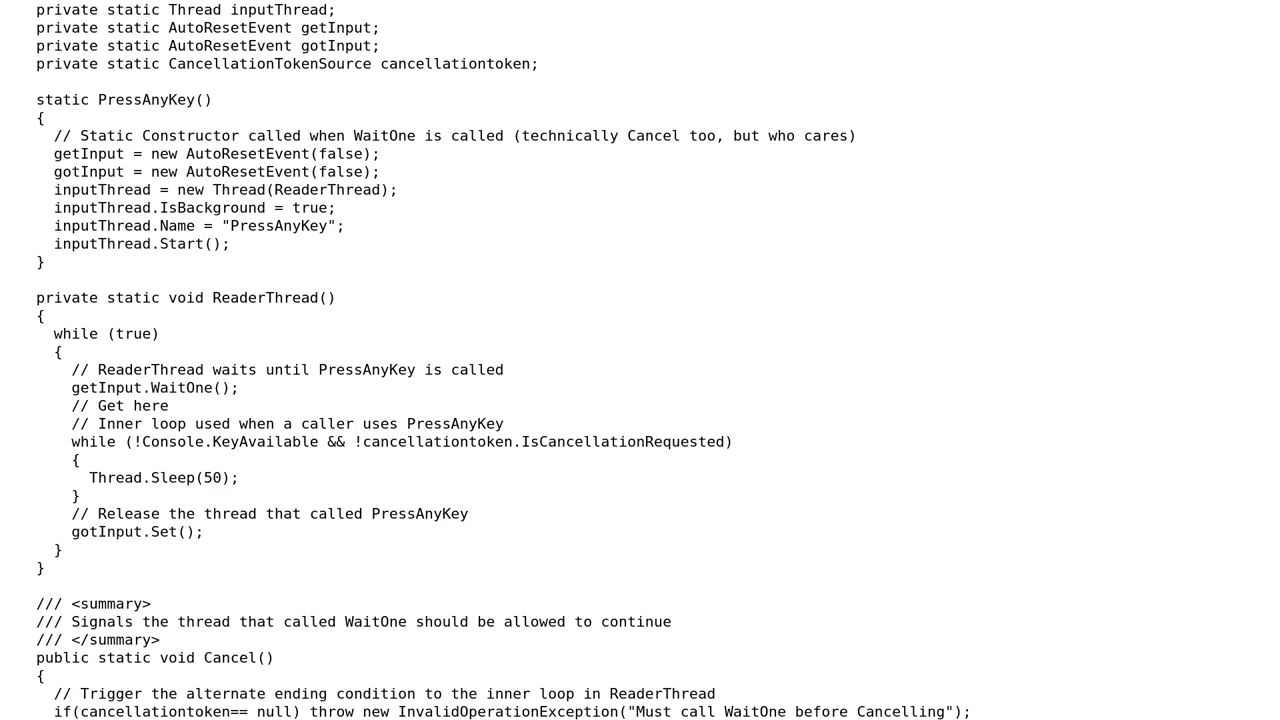 private static Thread inputThread;
private static AutoResetEvent getInput;
private static AutoResetEvent gotInput;
private static CancellationTokenSource cancellationtoken;
static PressAnyKey()
{
// Static Constructor called when WaitOne is called (technically Cancel too, but who cares)
getInput = new AutoResetEvent(false);
gotInput = new AutoResetEvent(false);
inputThread = new Thread(ReaderThread);
inputThread.IsBackground = true;
inputThread.Name = "PressAnyKey";
inputThread.Start();
}
private static void ReaderThread()
{
while (true)
{
// ReaderThread waits until PressAnyKey is called
getInput.WaitOne();
// Get here
// Inner loop used when a caller uses PressAnyKey
while (!Console.KeyAvailable && !cancellationtoken.IsCancellationRequested)
{
Thread.Sleep(50);
}
// Release the thread that called PressAnyKey
gotInput.Set();
}
}
/// <summary>
/// Signals the thread that called WaitOne should be allowed to continue
/// </summary>
public static void Cancel()
{
// Trigger the alternate ending condition to the inner loop in ReaderThread
if(cancellationtoken== null) throw new InvalidOperationException("Must call WaitOne before Cancelling");